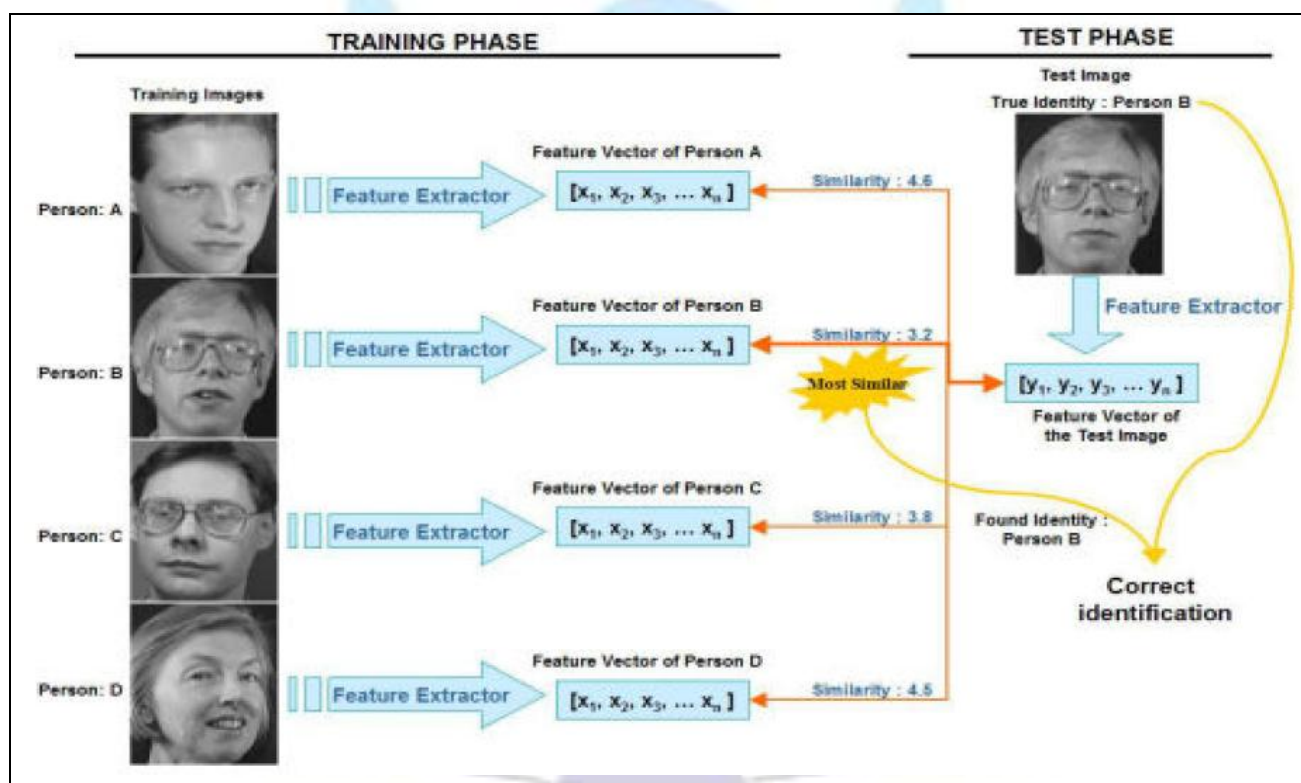 TRAINING PHASE
TEST PHASE
Training Images
Test Image
True Identity : Person B
Person: A
Feature Extractor
Feature Vector of Person A
[x₁, x₂, x₃, ... xₙ ]
Similarity : 4.6
Person: B
Feature Extractor
Feature Vector of Person B
[x₁, x₂, x₃, ... xₙ ]
Similarity : 3.2
Most Similar
Feature Extractor
[y₁, y₂, y₃, ... yₙ ]
Feature Vector of
the Test Image
Person: C
Feature Extractor
Feature Vector of Person C
[x₁, x₂, x₃, ... xₙ ]
Similarity : 3.8
Found Identity :
Person B
Correct
identification
Person: D
Feature Extractor
Feature Vector of Person D
[x₁, x₂, x₃, ... xₙ ]
Similarity : 4.5